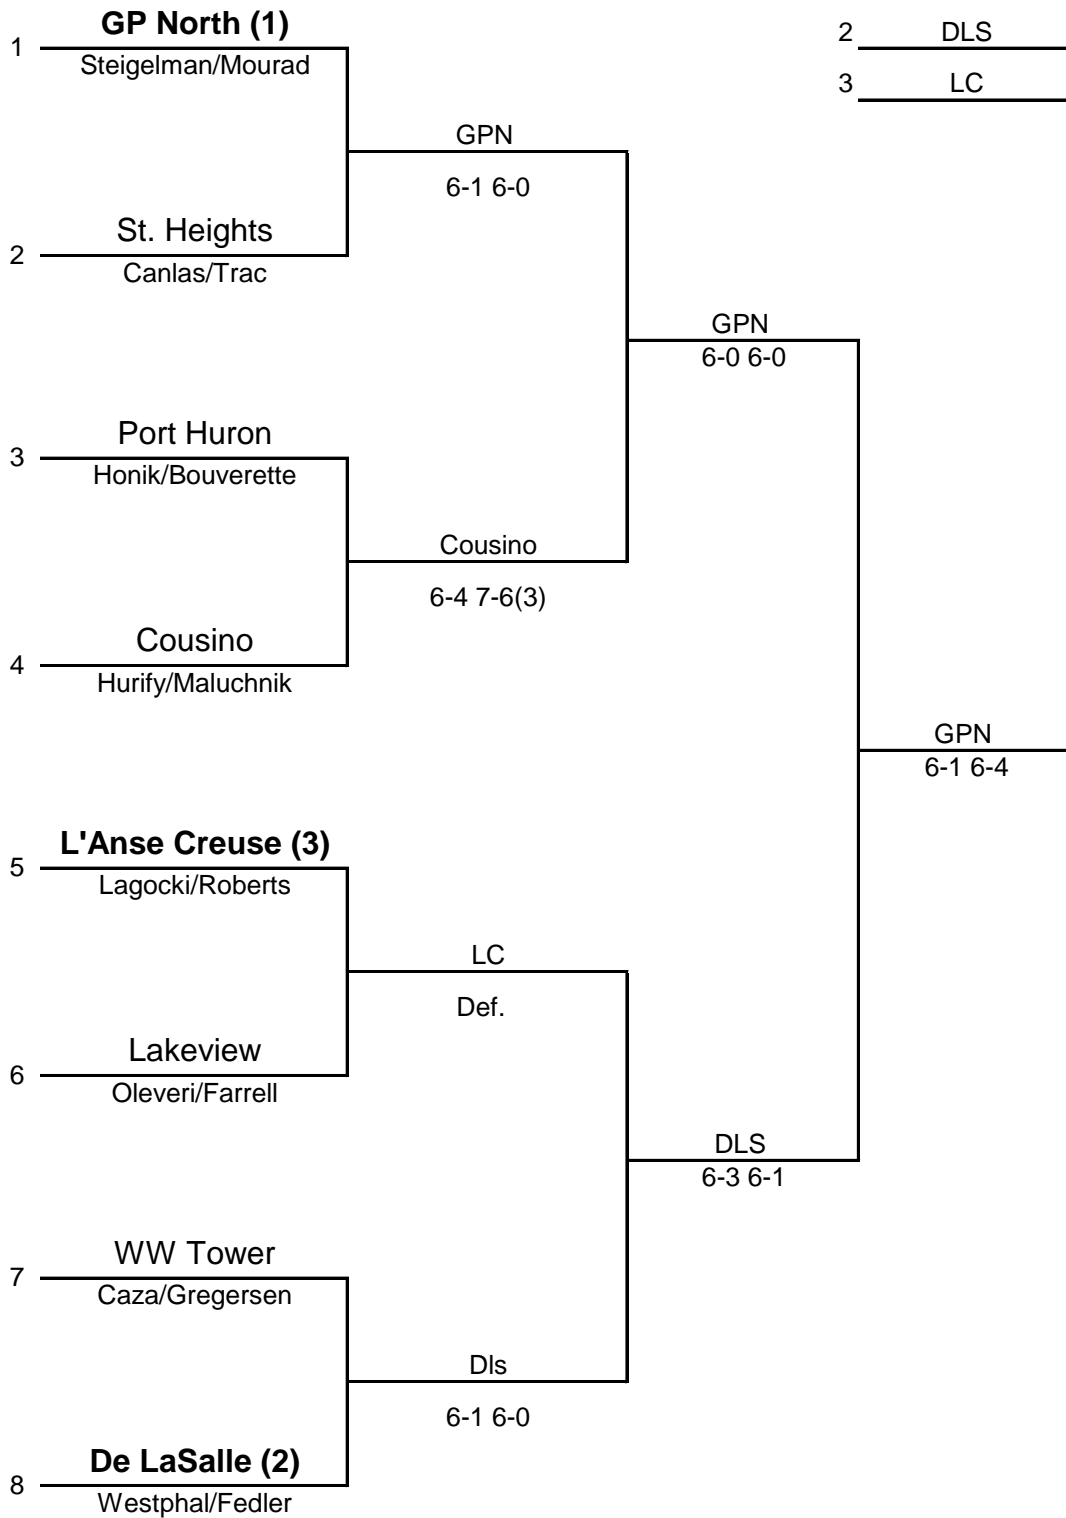 GP North (1)
1
Steigelman/Mourad
2 DLS
3 LC
GPN
6-1 6-0
St. Heights
2
Canlas/Trac
GPN
6-0 6-0
Port Huron
3
Honik/Bouverette
Cousino
6-4 7-6(3)
Cousino
4
Hurify/Maluchnik
GPN
6-1 6-4
L'Anse Creuse (3)
5
Lagocki/Roberts
LC
Def.
Lakeview
6
Oleveri/Farrell
DLS
6-3 6-1
WW Tower
7
Caza/Gregersen
Dls
6-1 6-0
De LaSalle (2)
8
Westphal/Fedler